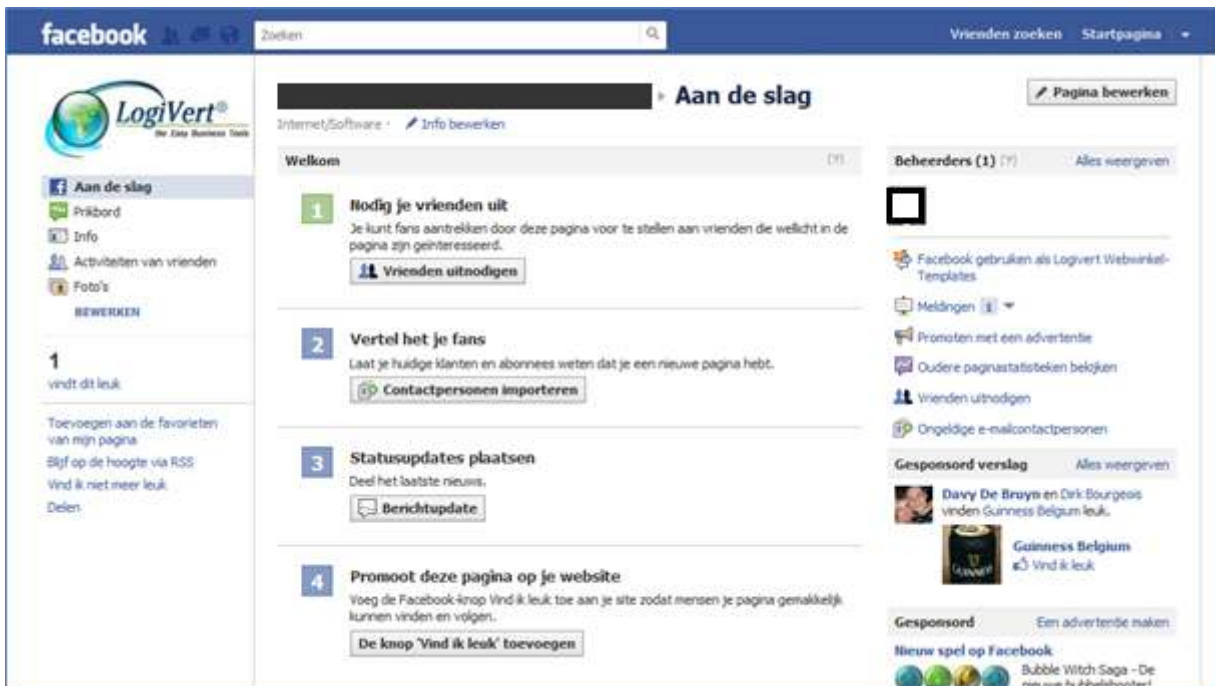 facebook
Zoeken
Vrienden zoeken Startpagina
LogiVert®
the Easy Business Tools
Aan de slag
Prikbord
Info
Activiteiten van vrienden
Foto's
BEWERKEN
1
vindt dit leuk
Toevoegen aan de favorieten
van mijn pagina
Blijf op de hoogte via RSS
Vind ik niet meer leuk
Delen
Aan de slag
Internet/Software · Info bewerken
Welkom [?]
1
Nodig je vrienden uit
Je kunt fans aantrekken door deze pagina voor te stellen aan vrienden die wellicht in de
pagina zijn geïnteresseerd.
Vrienden uitnodigen
2
Vertel het je fans
Laat je huidige klanten en abonnees weten dat je een nieuwe pagina hebt.
Contactpersonen importeren
3
Statusupdates plaatsen
Deel het laatste nieuws.
Berichtupdate
4
Promoot deze pagina op je website
Voeg de Facebook-knop Vind ik leuk toe aan je site zodat mensen je pagina gemakkelijk
kunnen vinden en volgen.
De knop 'Vind ik leuk' toevoegen
Pagina bewerken
Beheerders (1) [?] Alles weergeven
Facebook gebruiken als Logivert Webwinkel-
Templates
Meldingen 1
Promoten met een advertentie
Oudere paginastatistieken bekijken
Vrienden uitnodigen
Ongeldige e-mailcontactpersonen
Gesponsord verslag Alles weergeven
Davy De Bruyn en Dirk Bourgeois
vinden Guinness Belgium leuk.
GUINNESS
Guinness Belgium
Vind ik leuk
Gesponsord Een advertentie maken
Nieuw spel op Facebook
Bubble Witch Saga - De
nieuwe bubbelshooter!